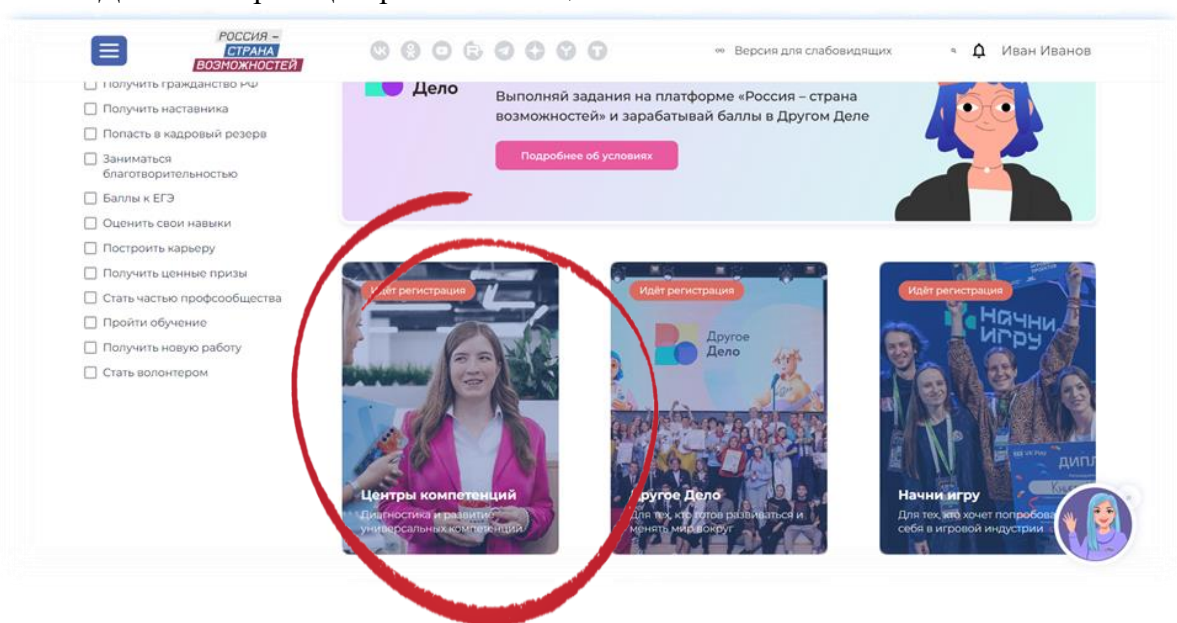 РОССИЯ –
СТРАНА
ВОЗМОЖНОСТЕЙ
Версия для слабовидящих
Иван Иванов
Получить гражданство РФ
Получить наставника
Попасть в кадровый резерв
Заниматься
благотворительностью
Баллы к ЕГЭ
Оценить свои навыки
Построить карьеру
Получить ценные призы
Стать частью профсообщества
Пройти обучение
Получить новую работу
Стать волонтером
Дело
Выполняй задания на платформе «Россия – страна
возможностей» и зарабатывай баллы в Другом Деле
Подробнее об условиях
Идёт регистрация
Центры компетенций
Диагностика и развитие
универсальных компетенций
Идёт регистрация
Другое
Дело
Другое Дело
Для тех, кто готов развиваться и
менять мир вокруг
Идёт регистрация
НАЧНИ
ИГРУ
ДИПЛ
Начни игру
Для тех, кто хочет попробова
себя в игровой индустрии